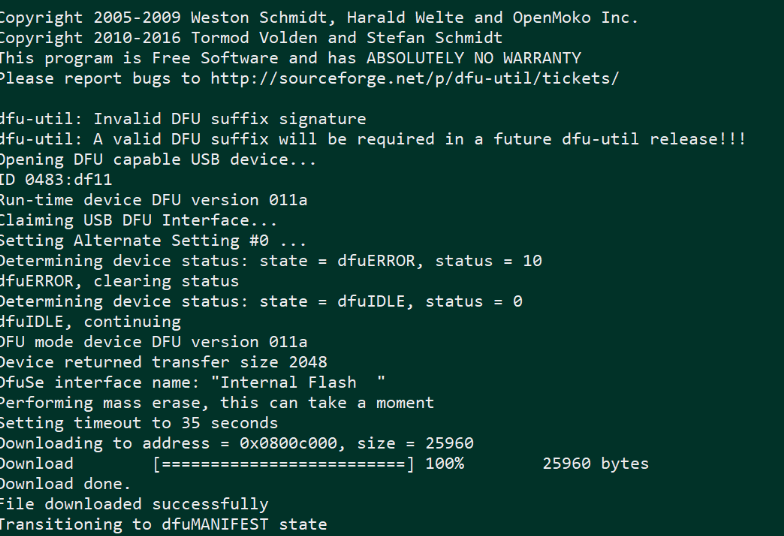 Copyright 2005-2009 Weston Schmidt, Harald Welte and OpenMoko Inc.
Copyright 2010-2016 Tormod Volden and Stefan Schmidt
This program is Free Software and has ABSOLUTELY NO WARRANTY
Please report bugs to http://sourceforge.net/p/dfu-util/tickets/

dfu-util: Invalid DFU suffix signature
dfu-util: A valid DFU suffix will be required in a future dfu-util release!!!
Opening DFU capable USB device...
ID 0483:df11
Run-time device DFU version 011a
Claiming USB DFU Interface...
Setting Alternate Setting #0 ...
Determining device status: state = dfuERROR, status = 10
dfuERROR, clearing status
Determining device status: state = dfuIDLE, status = 0
dfuIDLE, continuing
DFU mode device DFU version 011a
Device returned transfer size 2048
DfuSe interface name: "Internal Flash  "
Performing mass erase, this can take a moment
Setting timeout to 35 seconds
Downloading to address = 0x0800c000, size = 25960
Download        [=========================] 100%        25960 bytes
Download done.
File downloaded successfully
Transitioning to dfuMANIFEST state